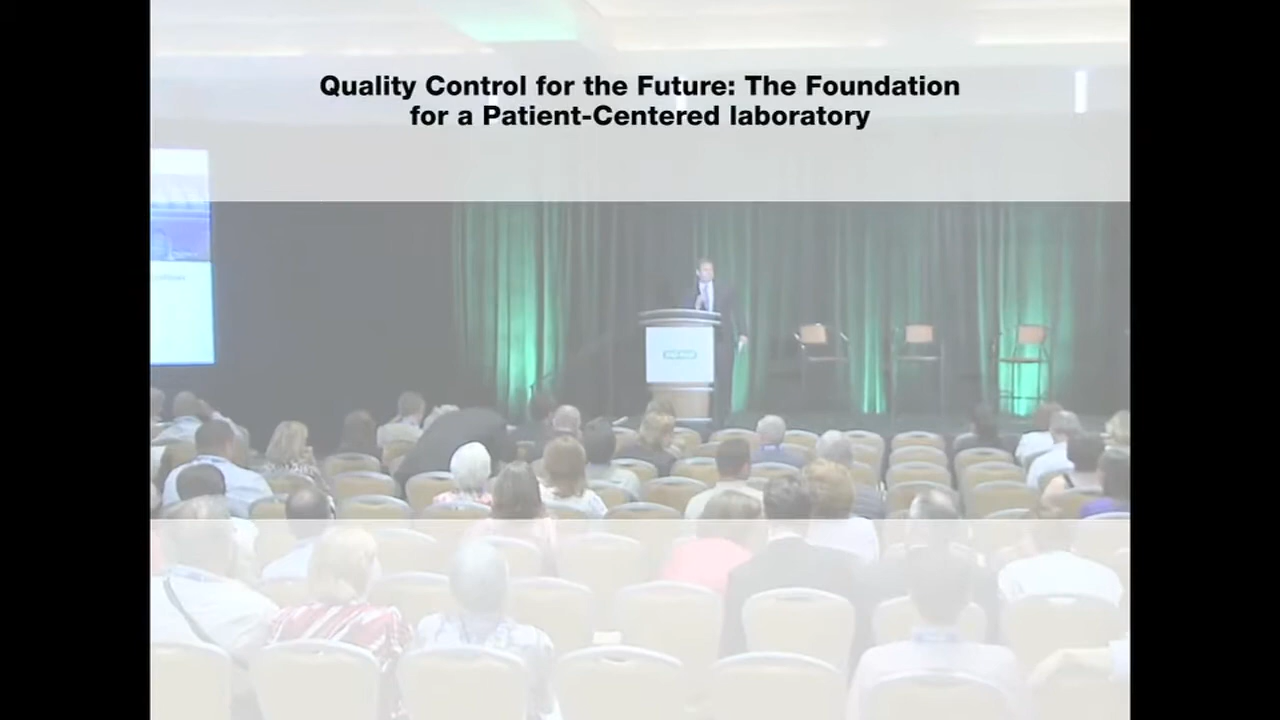 Quality Control for the Future: The Foundation
for a Patient-Centered laboratory